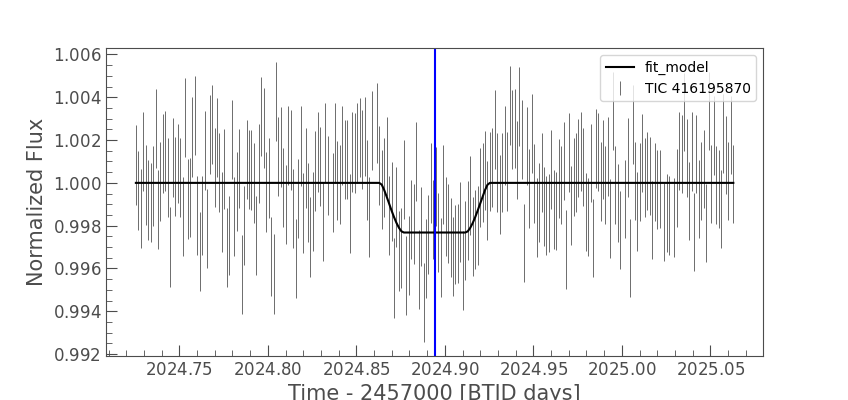 1.006
1.004
1.002
1.000
0.998
0.996
0.994
0.992
Normalized Flux
fit_model
TIC 416195870
2024.75 2024.80 2024.85 2024.90 2024.95 2025.00 2025.05
Time - 2457000 [BTJD days]